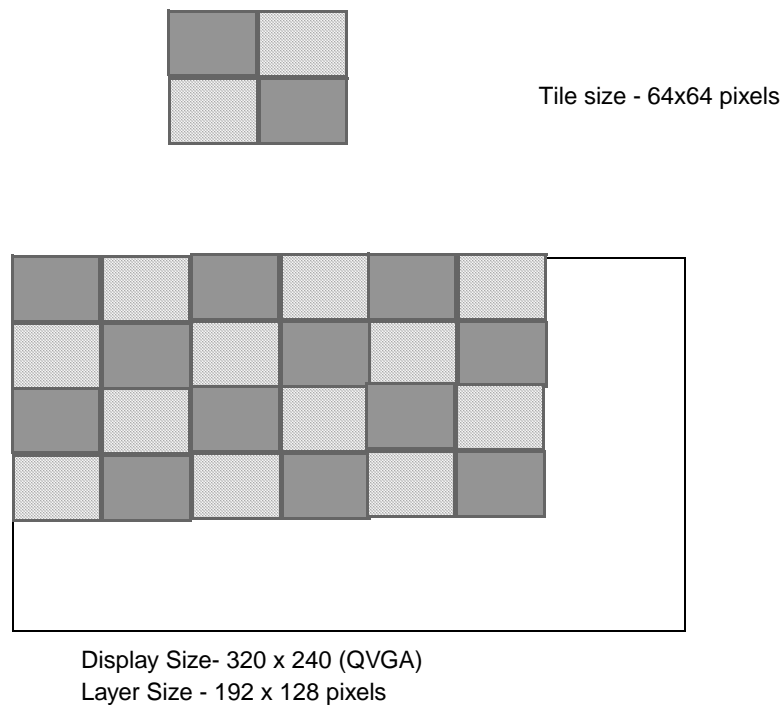 Tile size - 64x64 pixels
Display Size- 320 x 240 (QVGA)
Layer Size - 192 x 128 pixels